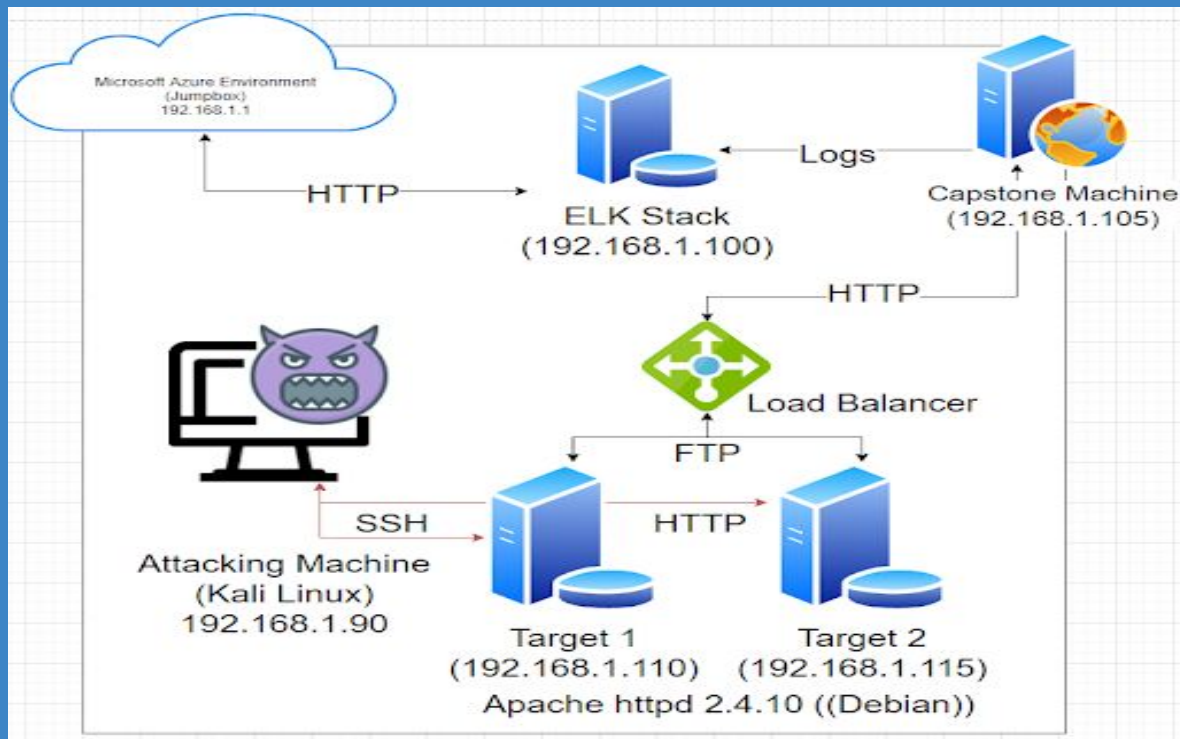 Microsoft Azure Environment
(Jumpbox)
192.168.1.1
HTTP
ELK Stack
(192.168.1.100)
Logs
Capstone Machine
(192.168.1.105)
HTTP
Load Balancer
FTP
SSH
HTTP
Attacking Machine
(Kali Linux)
192.168.1.90
Target 1
(192.168.1.110)
Target 2
(192.168.1.115)
Apache httpd 2.4.10 ((Debian))